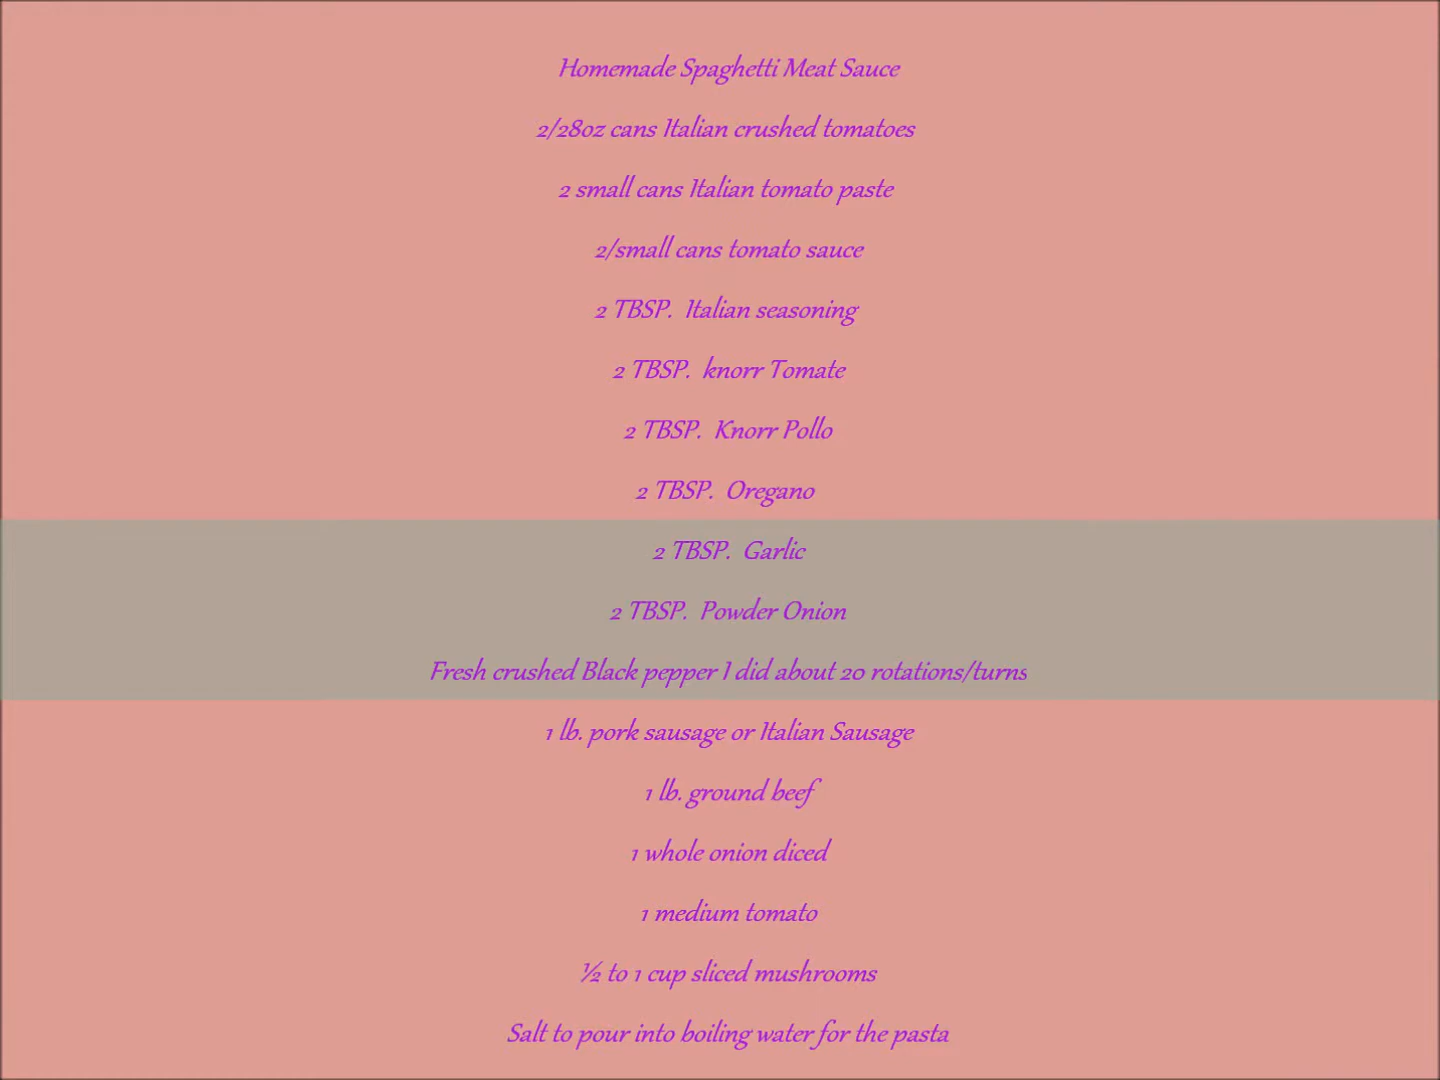 Homemade Spaghetti Meat Sauce
2/28oz cans Italian crushed tomatoes
2 small cans Italian tomato paste
2/small cans tomato sauce
2 TBSP. Italian seasoning
2 TBSP. knorr Tomate
2 TBSP. Knorr Pollo
2 TBSP. Oregano
2 TBSP. Garlic
2 TBSP. Powder Onion
Fresh crushed Black pepper I did about 20 rotations/turns
1 lb. pork sausage or Italian Sausage
1 lb. ground beef
1 whole onion diced
1 medium tomato
½ to 1 cup sliced mushrooms
Salt to pour into boiling water for the pasta